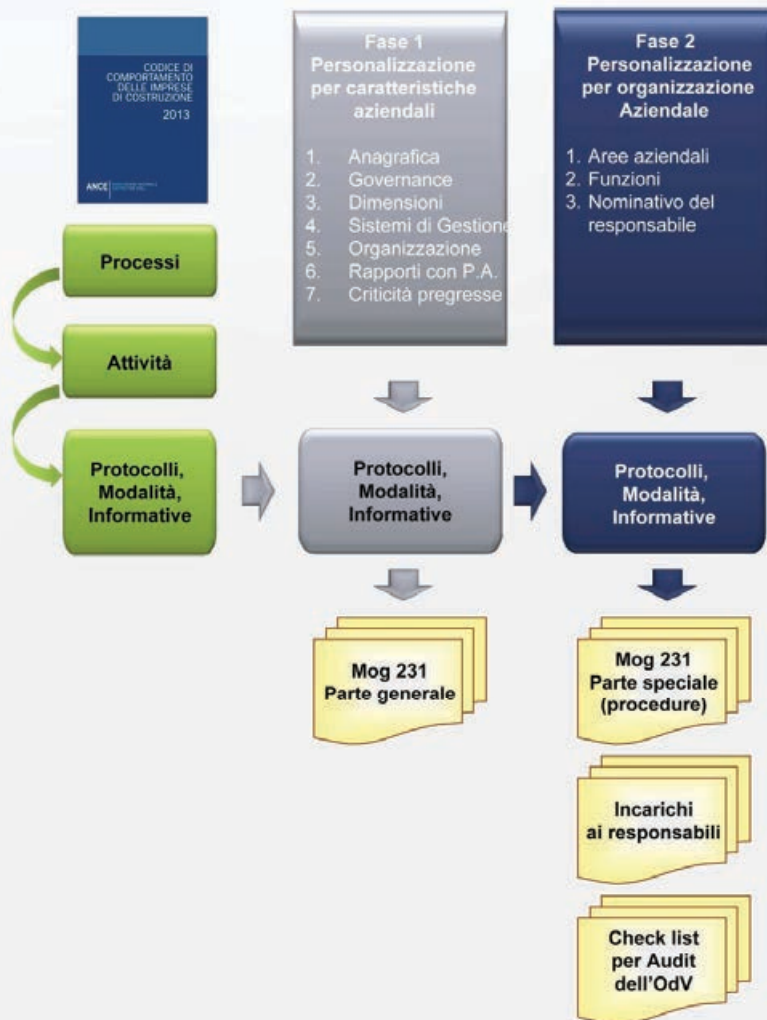 CODICE DI
COMPORTAMENTO
DELLE IMPRESE
DI COSTRUZIONE
2013
ANCE
Processi
Attività
Protocolli,
Modalità,
Informative
Fase 1
Personalizzazione
per caratteristiche
aziendali
1. Anagrafica
2. Governance
3. Dimensioni
4. Sistemi di Gestione
5. Organizzazione
6. Rapporti con P.A.
7. Criticità pregresse
Protocolli,
Modalità,
Informative
Mog 231
Parte generale
Fase 2
Personalizzazione
per organizzazione
Aziendale
1. Aree aziendali
2. Funzioni
3. Nominativo del
responsabile
Protocolli,
Modalità,
Informative
Mog 231
Parte speciale
(procedure)
Incarichi
ai responsabili
Check list
per Audit
dell'OdV